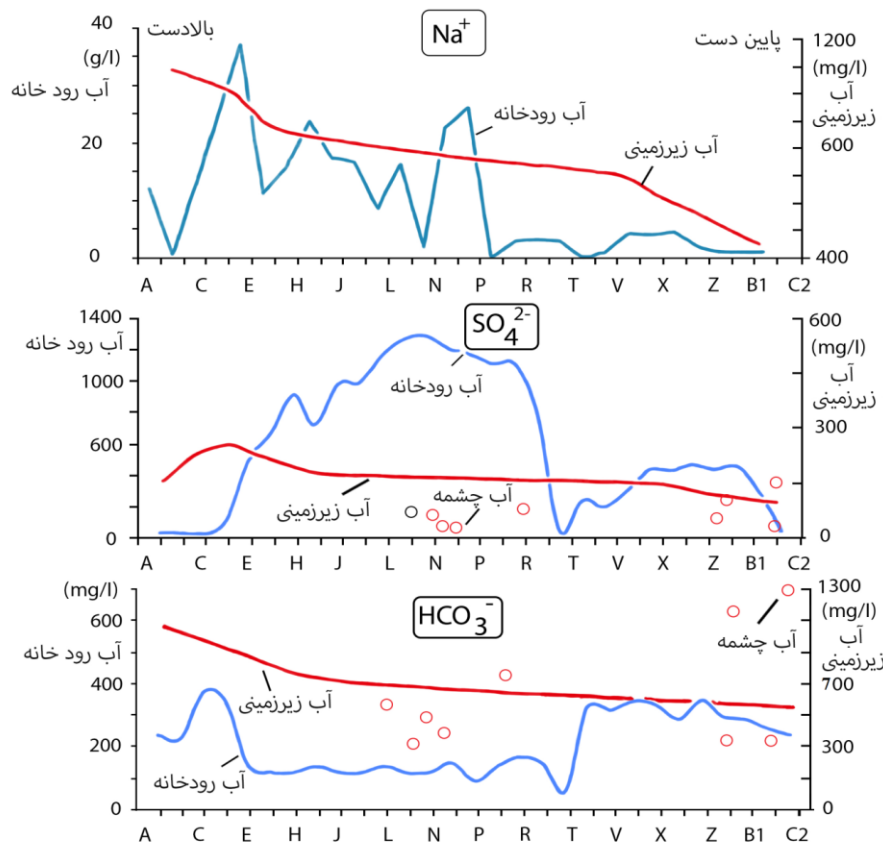 Na+
بالادست
پایین دست
40
(g/l)
آب رود خانه
20
0
1200
(mg/l)
آب
زیرزمینی
600
400
آب رودخانه
آب زیرزمینی
A C E H J L N P R T V X Z B1 C2
SO4 2-
1400
آب رود خانه
1000
600
200
0
600
(mg/l)
آب
زیرزمینی
300
0
آب رودخانه
آب زیرزمینی
آب چشمه
A C E H J L N P R T V X Z B1 C2
HCO3-
(mg/l)
600
آب رود خانه
400
200
0
1300
(mg/l)
آب
زیرزمینی
700
300
0
آب چشمه
آب زیرزمینی
آب رودخانه
A C E H J L N P R T V X Z B1 C2